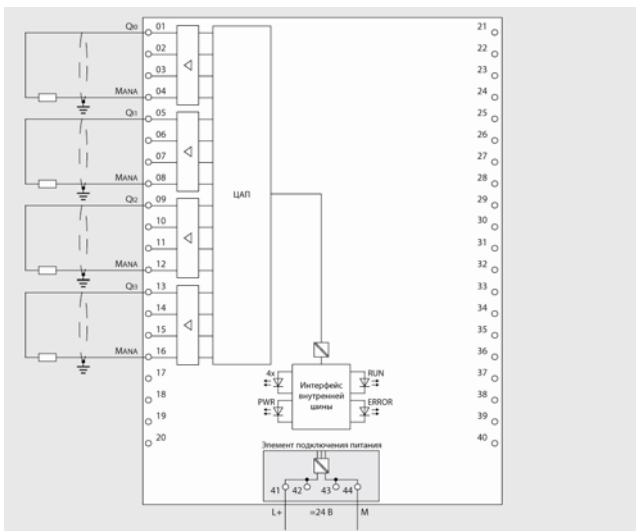 QI0 01 21
02 22
03 23
MANA 04 24
QI1 05 25
06 26
07 27
MANA 08 28
QI2 09 ЦАП 29
10 30
11 31
MANA 12 32
QI3 13 33
14 34
15 35
MANA 16 36
17 4x RUN 37
18 Интерфейс внутренней шины 38
19 PWR ERROR 39
20 40
Элемент подключения питания
41 42 43 44
L+ =24 В M